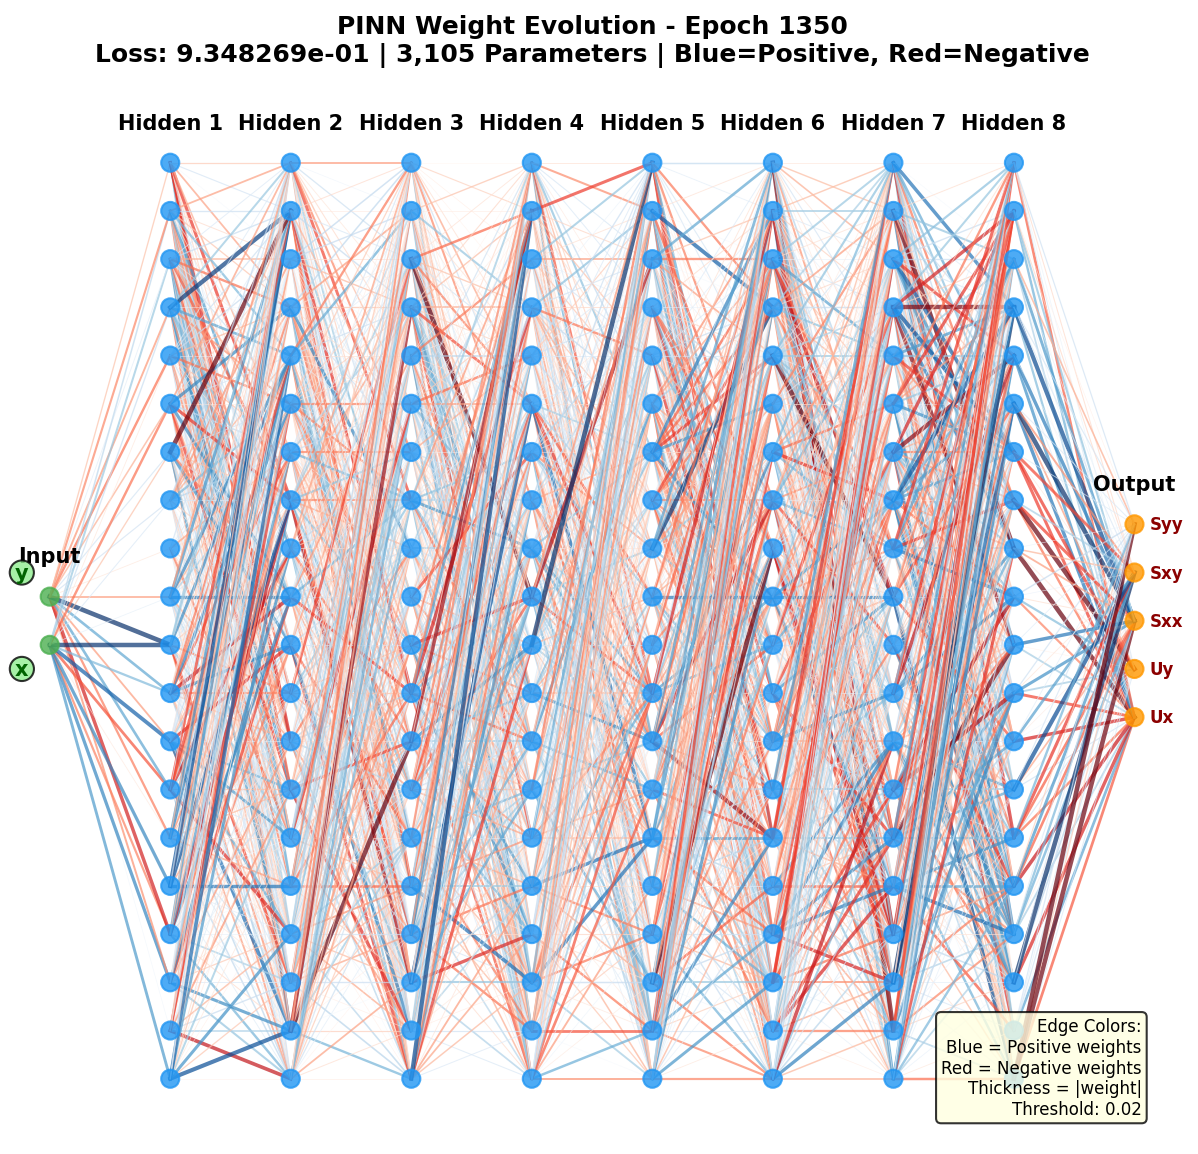 PINN Weight Evolution - Epoch 1350
Loss: 9.348269e-01 | 3,105 Parameters | Blue=Positive, Red=Negative
Hidden 1 Hidden 2 Hidden 3 Hidden 4 Hidden 5 Hidden 6 Hidden 7 Hidden 8
Output
Syy
Sxy
Sxx
Uy
Ux
Input
y
x
Edge Colors:
Blue = Positive weights
Red = Negative weights
Thickness = |weight|
Threshold: 0.02